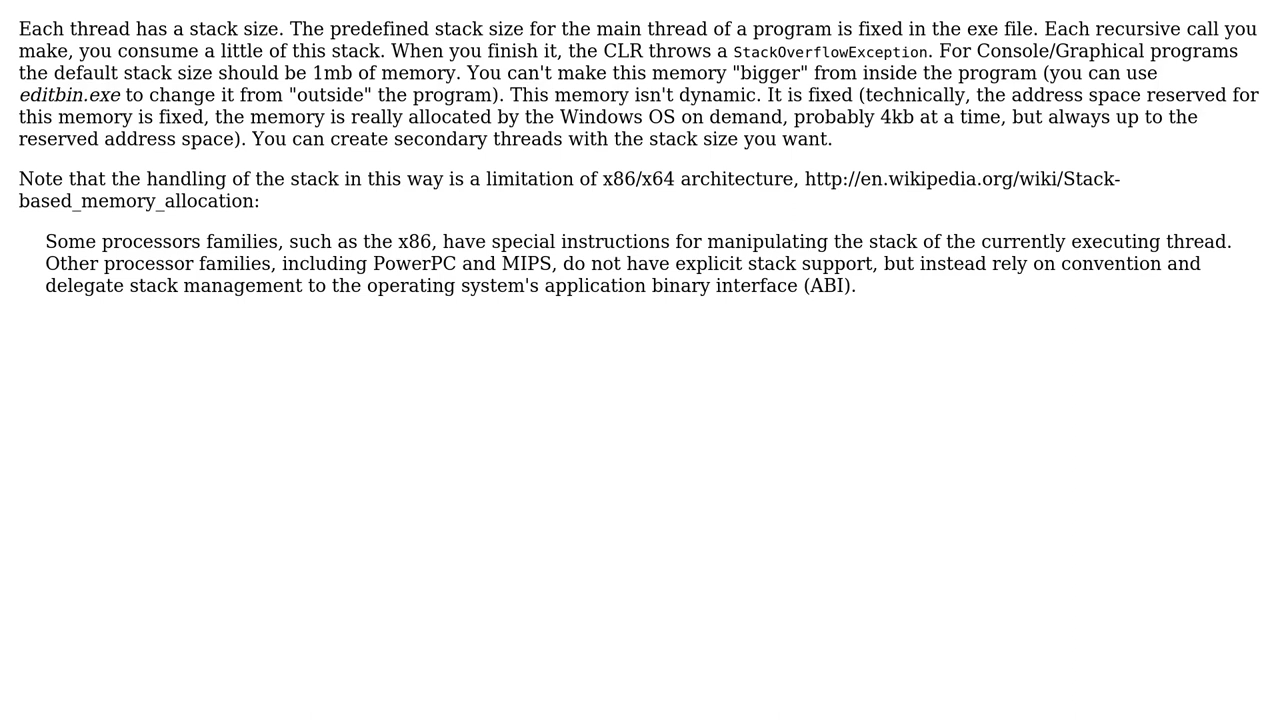 Each thread has a stack size. The predefined stack size for the main thread of a program is fixed in the exe file. Each recursive call you
make, you consume a little of this stack. When you finish it, the CLR throws a StackOverflowException. For Console/Graphical programs
the default stack size should be 1mb of memory. You can't make this memory "bigger" from inside the program (you can use
editbin.exe to change it from "outside" the program). This memory isn't dynamic. It is fixed (technically, the address space reserved for
this memory is fixed, the memory is really allocated by the Windows OS on demand, probably 4kb at a time, but always up to the
reserved address space). You can create secondary threads with the stack size you want.
Note that the handling of the stack in this way is a limitation of x86/x64 architecture, http://en.wikipedia.org/wiki/Stack-
based_memory_allocation:
Some processors families, such as the x86, have special instructions for manipulating the stack of the currently executing thread.
Other processor families, including PowerPC and MIPS, do not have explicit stack support, but instead rely on convention and
delegate stack management to the operating system's application binary interface (ABI).